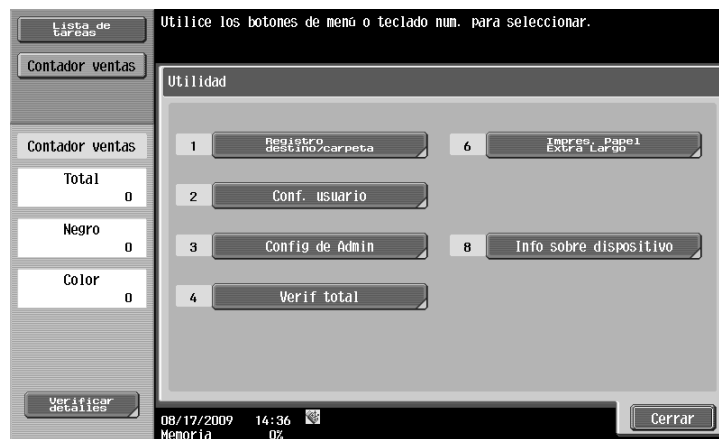 Lista de
tareas
Contador ventas
Utilice los botones de menú o teclado num. para seleccionar.
Utilidad
Contador ventas
Total
0
Negro
0
Color
0
Verificar
detalles
1
Registro
destino/carpeta
2
Conf. usuario
3
Config de Admin
4
Verif total
6
Impres. Papel
Extra Largo
8
Info sobre dispositivo
08/17/2009 14:36
Memoria 0%
Cerrar